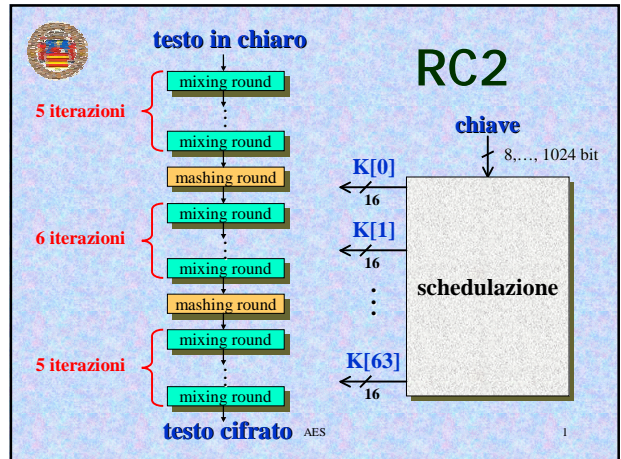 testo in chiaro
RC2
mixing round
5 iterazioni
mixing round
mashing round
mixing round
6 iterazioni
mixing round
mashing round
mixing round
5 iterazioni
mixing round
testo cifrato
chiave
8,…, 1024 bit
K[0]
16
K[1]
16
schedulazione
K[63]
16
AES
1